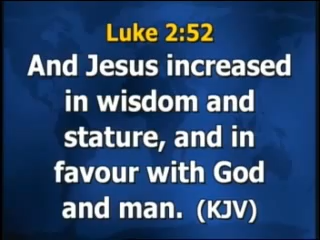 Luke 2:52
And Jesus increased
in wisdom and
stature, and in
favour with God
and man. (KJV)